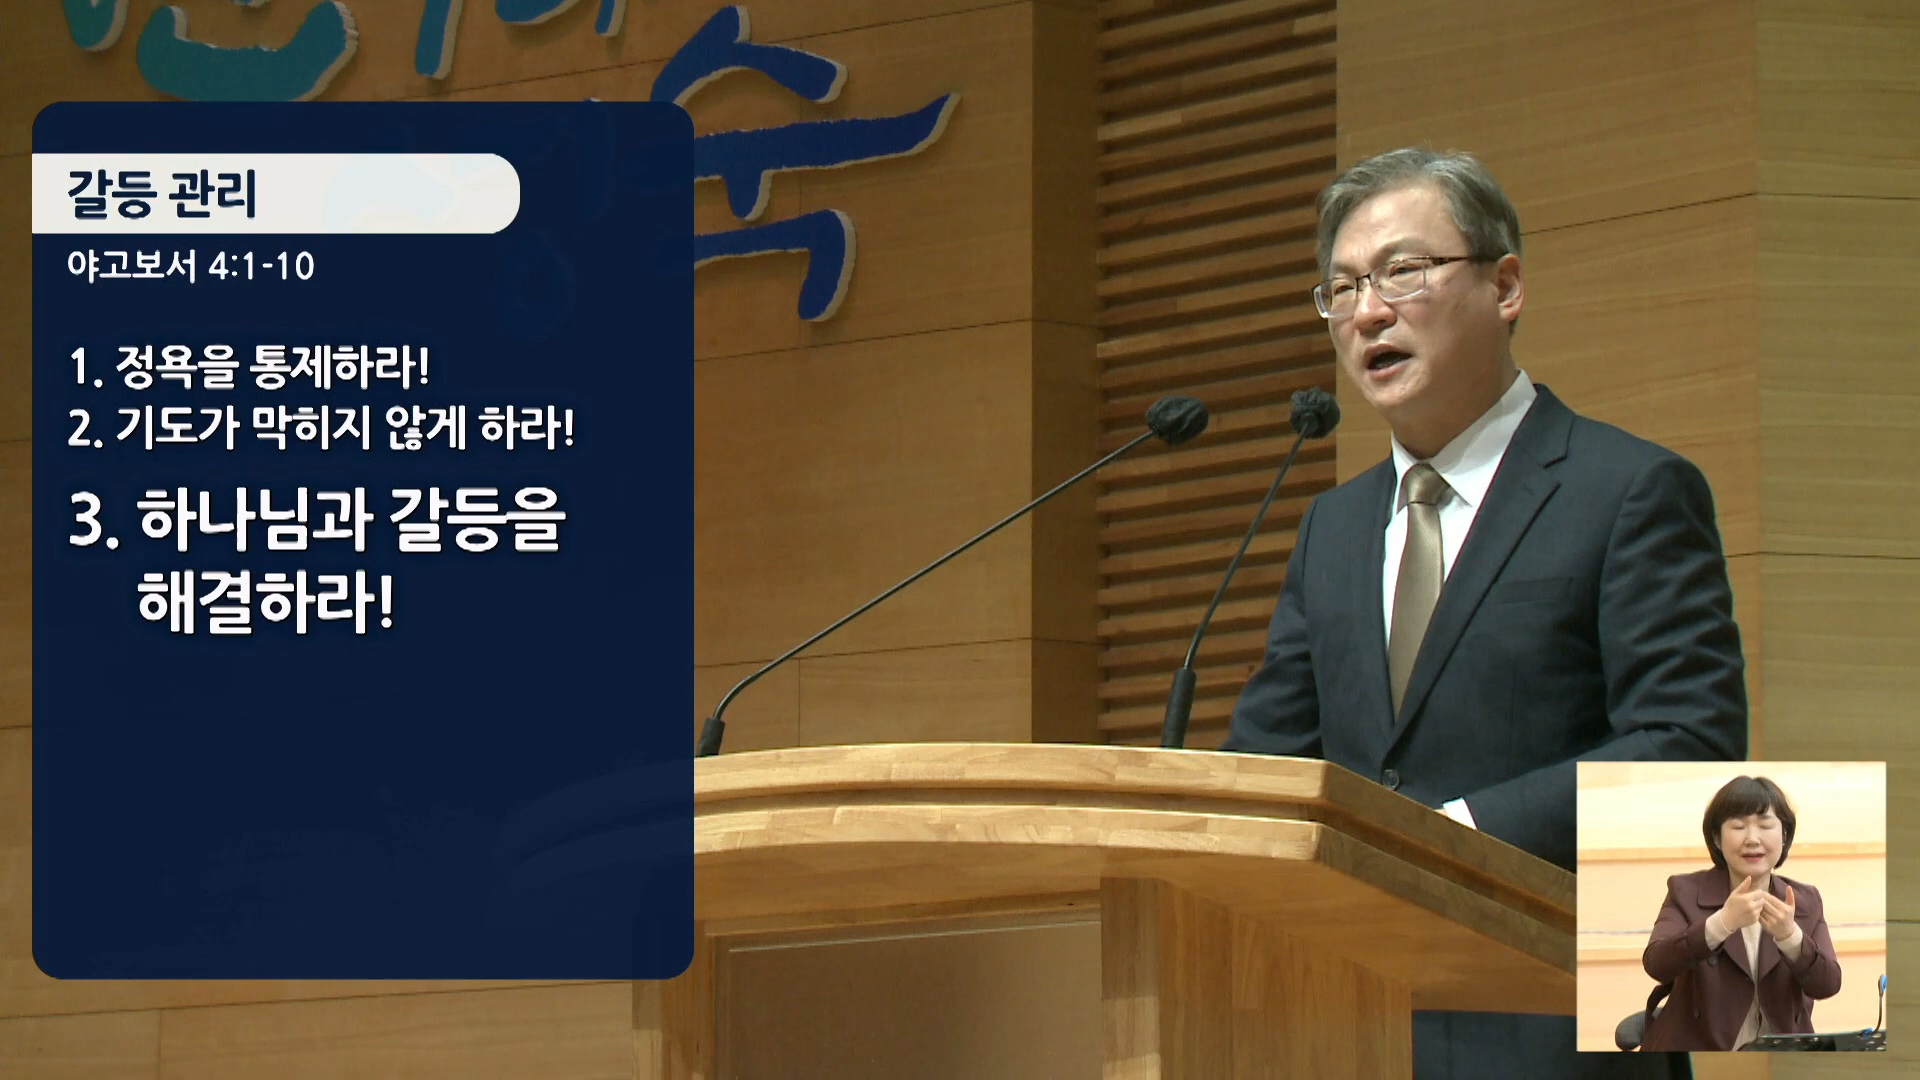 갈등 관리
야고보서 4:1-10
1. 정욕을 통제하라!
2. 기도가 막히지 않게 하라!
3. 하나님과 갈등을
해결하라!